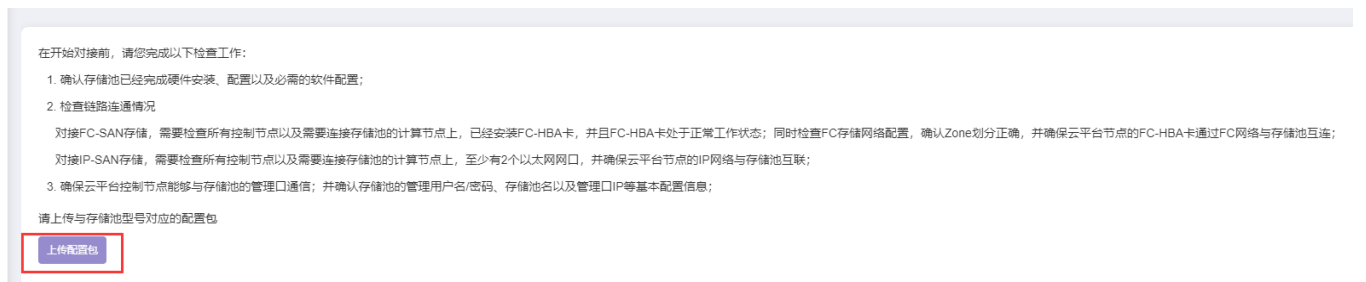 在开始对接前，请您完成以下检查工作：
1. 确认存储池已经完成硬件安装、配置以及必需的软件配置；
2. 检查链路连通情况
对接FC-SAN存储，需要检查所有控制节点以及需要连接存储池的计算节点上，已经安装FC-HBA卡，并且FC-HBA卡处于正常工作状态；同时检查FC存储网络配置，确认Zone划分正确，并确保云平台节点的FC-HBA卡通过FC网络与存储池互连；
对接IP-SAN存储，需要检查所有控制节点以及需要连接存储池的计算节点上，至少有2个以太网网口，并确保云平台节点的IP网络与存储池互联；
3. 确保云平台控制节点能够与存储池的管理口通信；并确认存储池的管理用户名/密码、存储池名以及管理口IP等基本配置信息；
请上传与存储池型号对应的配置包
上传配置包